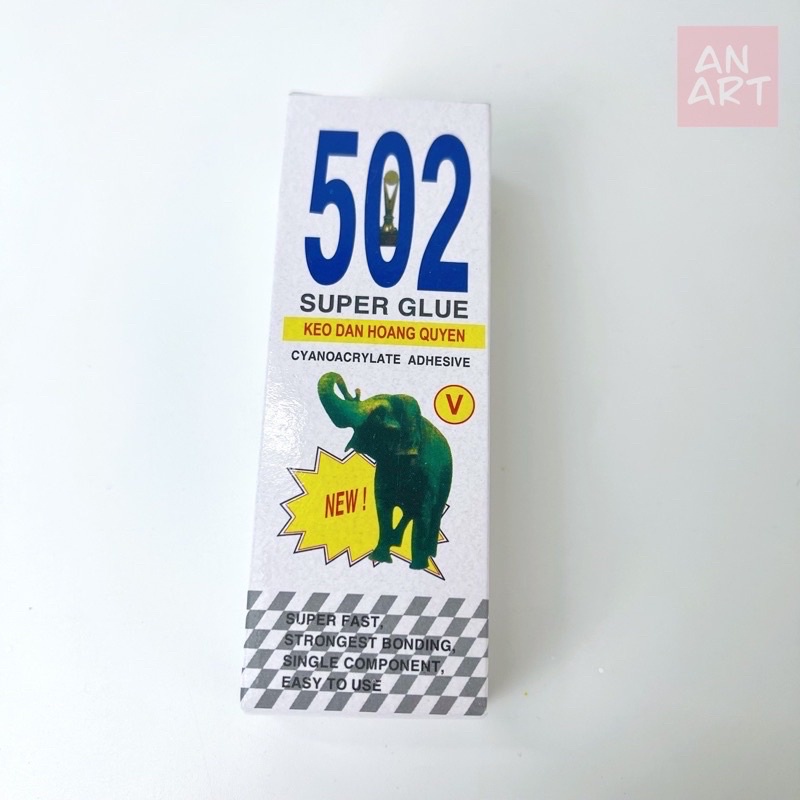 AN
ART
502
SUPER GLUE
KEO DAN HOANG QUYEN
CYANOACRYLATE ADHESIVE
V
NEW!
SUPER FAST,
STRONGEST BONDING,
SINGLE COMPONENT,
EASY TO USE